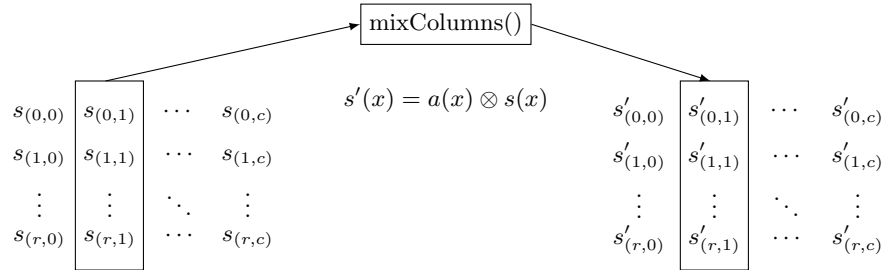 mixColumns()
s′(x) = a(x) ⊗ s(x)
s(0,0) s(0,1) ⋯ s(0,c) s′(0,0) s′(0,1) ⋯ s′(0,c)
s(1,0) s(1,1) ⋯ s(1,c) s′(1,0) s′(1,1) ⋯ s′(1,c)
⋮ ⋮ ⋱ ⋮ ⋮ ⋮ ⋱ ⋮
s(r,0) s(r,1) ⋯ s(r,c) s′(r,0) s′(r,1) ⋯ s′(r,c)